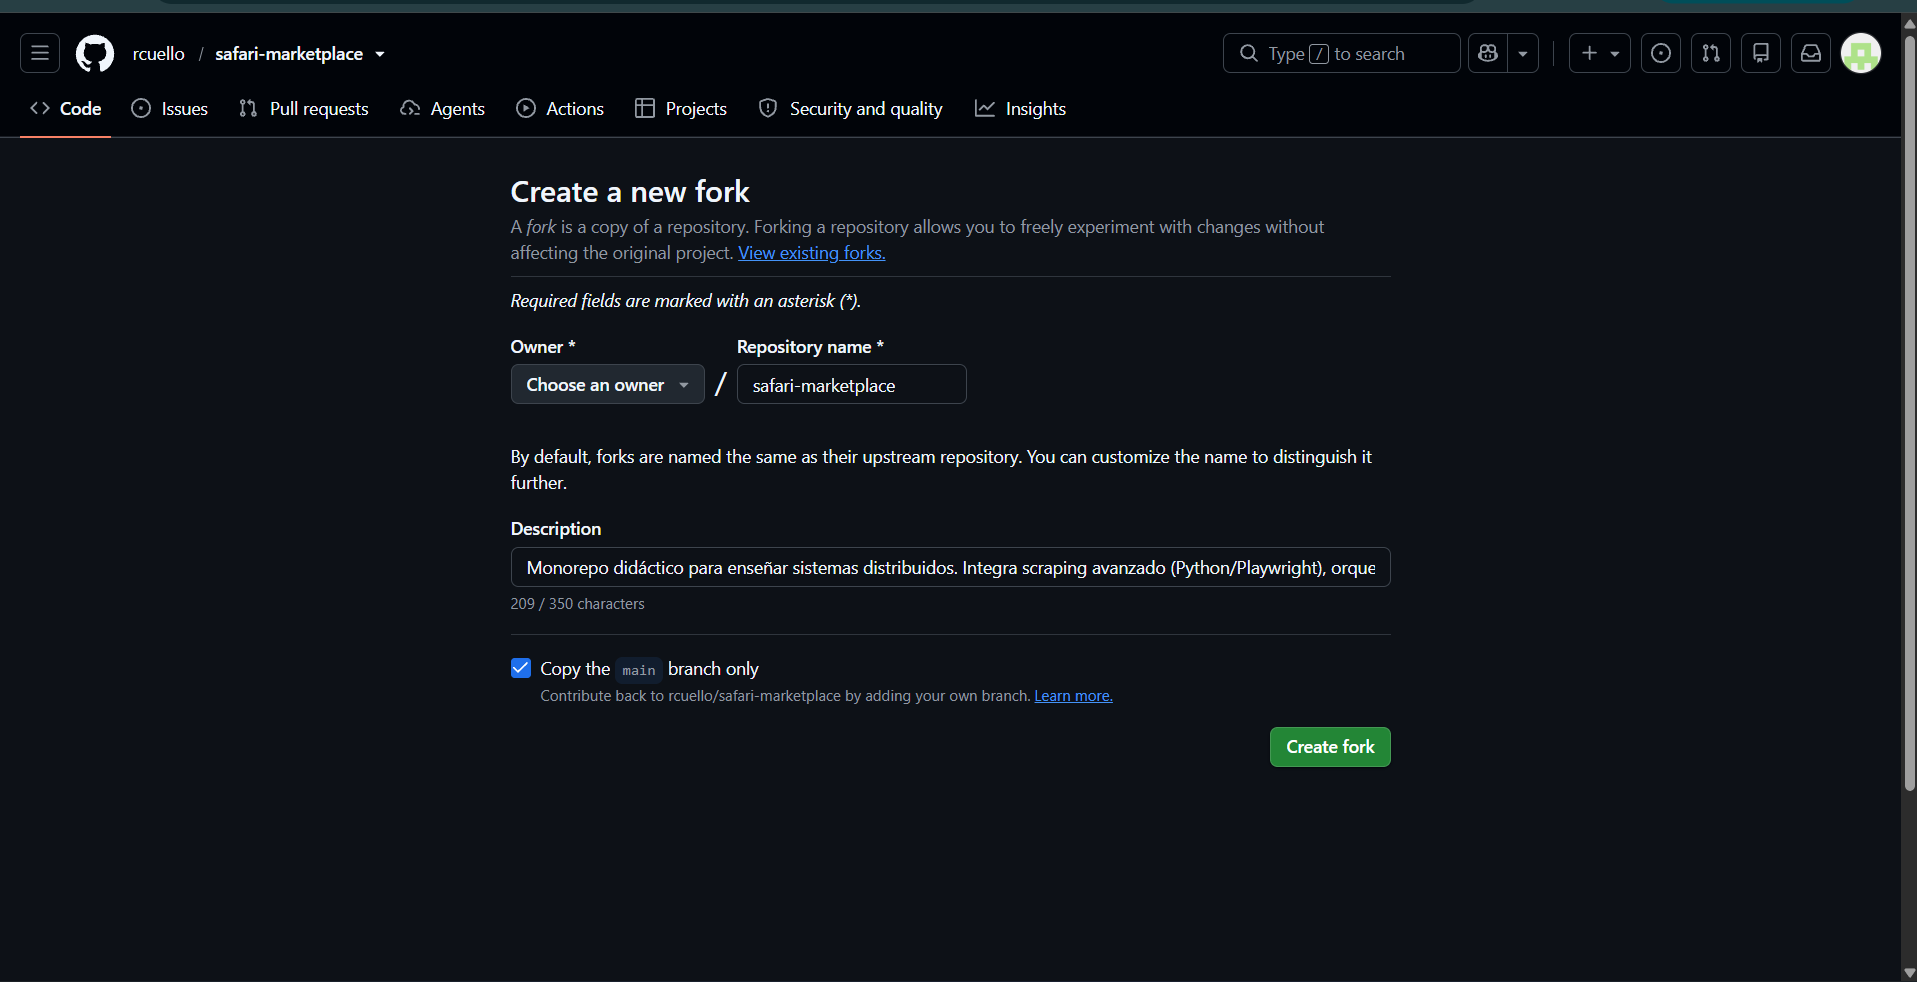 rcuello / safari-marketplace
Type / to search
Code Issues Pull requests Agents Actions Projects Security and quality Insights
Create a new fork
A fork is a copy of a repository. Forking a repository allows you to freely experiment with changes without
affecting the original project. View existing forks.
Required fields are marked with an asterisk (*).
Owner * Repository name *
Choose an owner / safari-marketplace
By default, forks are named the same as their upstream repository. You can customize the name to distinguish it
further.
Description
Monorepo didáctico para enseñar sistemas distribuidos. Integra scraping avanzado (Python/Playwright), orque
209 / 350 characters
Copy the main branch only
Contribute back to rcuello/safari-marketplace by adding your own branch. Learn more.
Create fork